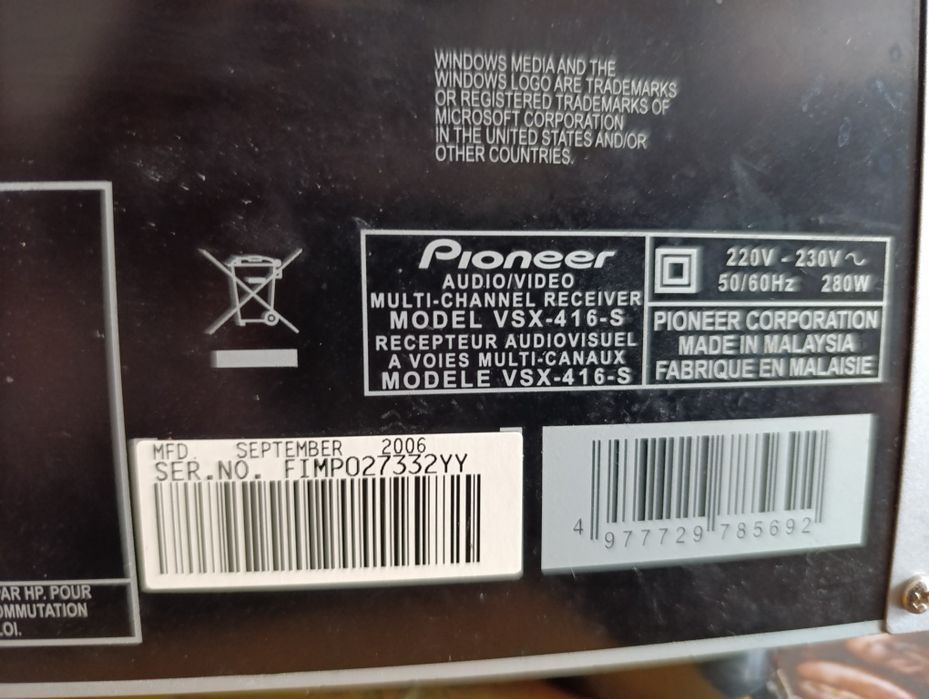 WINDOWS MEDIA AND THE
WINDOWS LOGO ARE TRADEMARKS
OR REGISTERED TRADEMARKS OF
MICROSOFT CORPORATION
IN THE UNITED STATES AND/OR
OTHER COUNTRIES.
Pioneer
AUDIO/VIDEO
MULTI-CHANNEL RECEIVER
MODEL VSX-416-S
RECEPTEUR AUDIOVISUEL
A VOIES MULTI-CANAUX
MODELE VSX-416-S
220V - 230V ~
50/60Hz 280W
PIONEER CORPORATION
MADE IN MALAYSIA
FABRIQUE EN MALAISIE
MFD. SEPTEMBER 2006
SER.NO. FIMP027332YY
4 977729 785692
PAR HP. POUR
OMMUTATION
LOI.